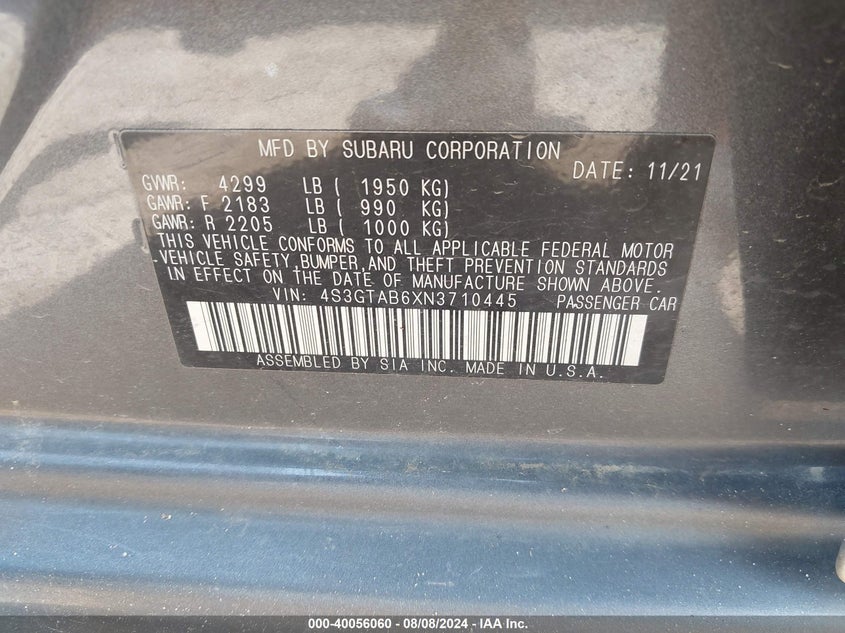 MFD BY SUBARU CORPORATION
DATE: 11/21
GVWR: 4299 LB ( 1950 KG)
GAWR: F 2183 LB ( 990 KG)
GAWR: R 2205 LB ( 1000 KG)
THIS VEHICLE CONFORMS TO ALL APPLICABLE FEDERAL MOTOR
VEHICLE SAFETY,BUMPER,AND THEFT PREVENTION STANDARDS
IN EFFECT ON THE DATE OF MANUFACTURE SHOWN ABOVE.
VIN: 4S3GTAB6XN3710445 PASSENGER CAR
ASSEMBLED BY SIA INC. MADE IN U.S.A.
000-40056060 - 08/08/2024 - IAA Inc.